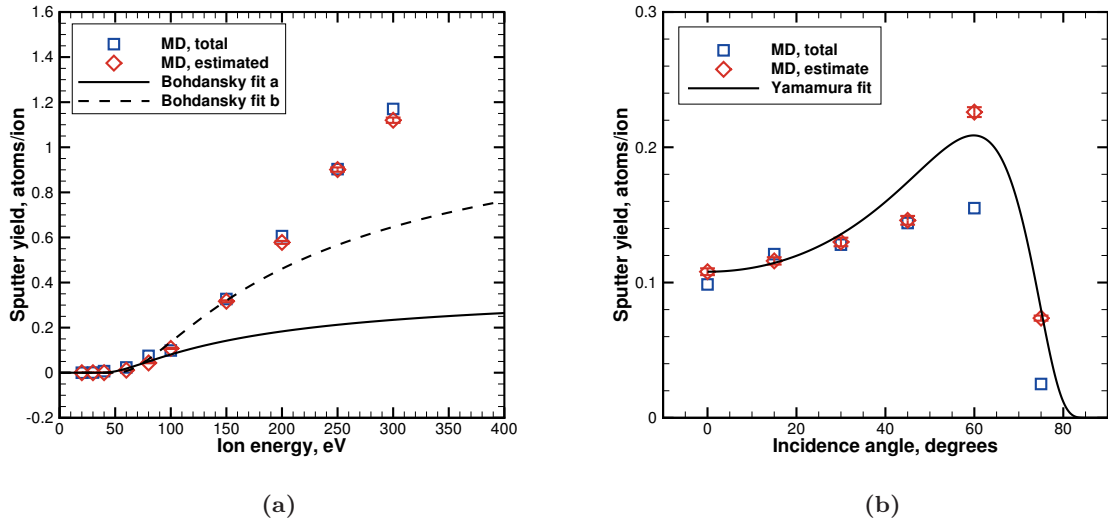 MD, total
MD, estimated
Bohdansky fit a
Bohdansky fit b
1.6
1.4
1.2
1
0.8
0.6
0.4
0.2
0
-0.2
Sputter yield, atoms/ion
0 50 100 150 200 250 300 350 400
Ion energy, eV
(a)
MD, total
MD, estimate
Yamamura fit
0.3
0.2
0.1
0
Sputter yield, atoms/ion
0 20 40 60 80
Incidence angle, degrees
(b)